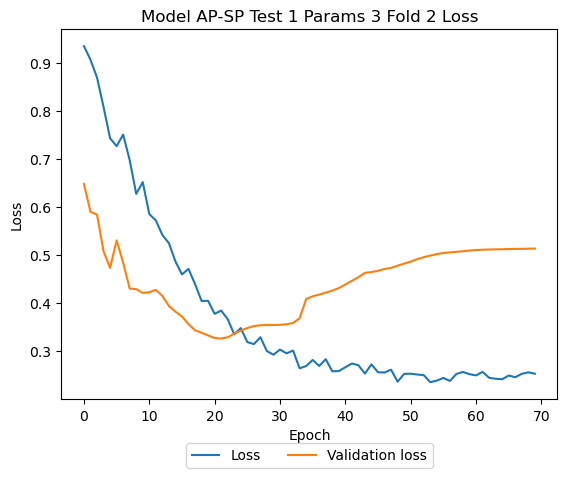 Model AP-SP Test 1 Params 3 Fold 2 Loss
Loss
0.9
0.8
0.7
0.6
0.5
0.4
0.3
0 10 20 30 40 50 60 70
Epoch
Loss Validation loss